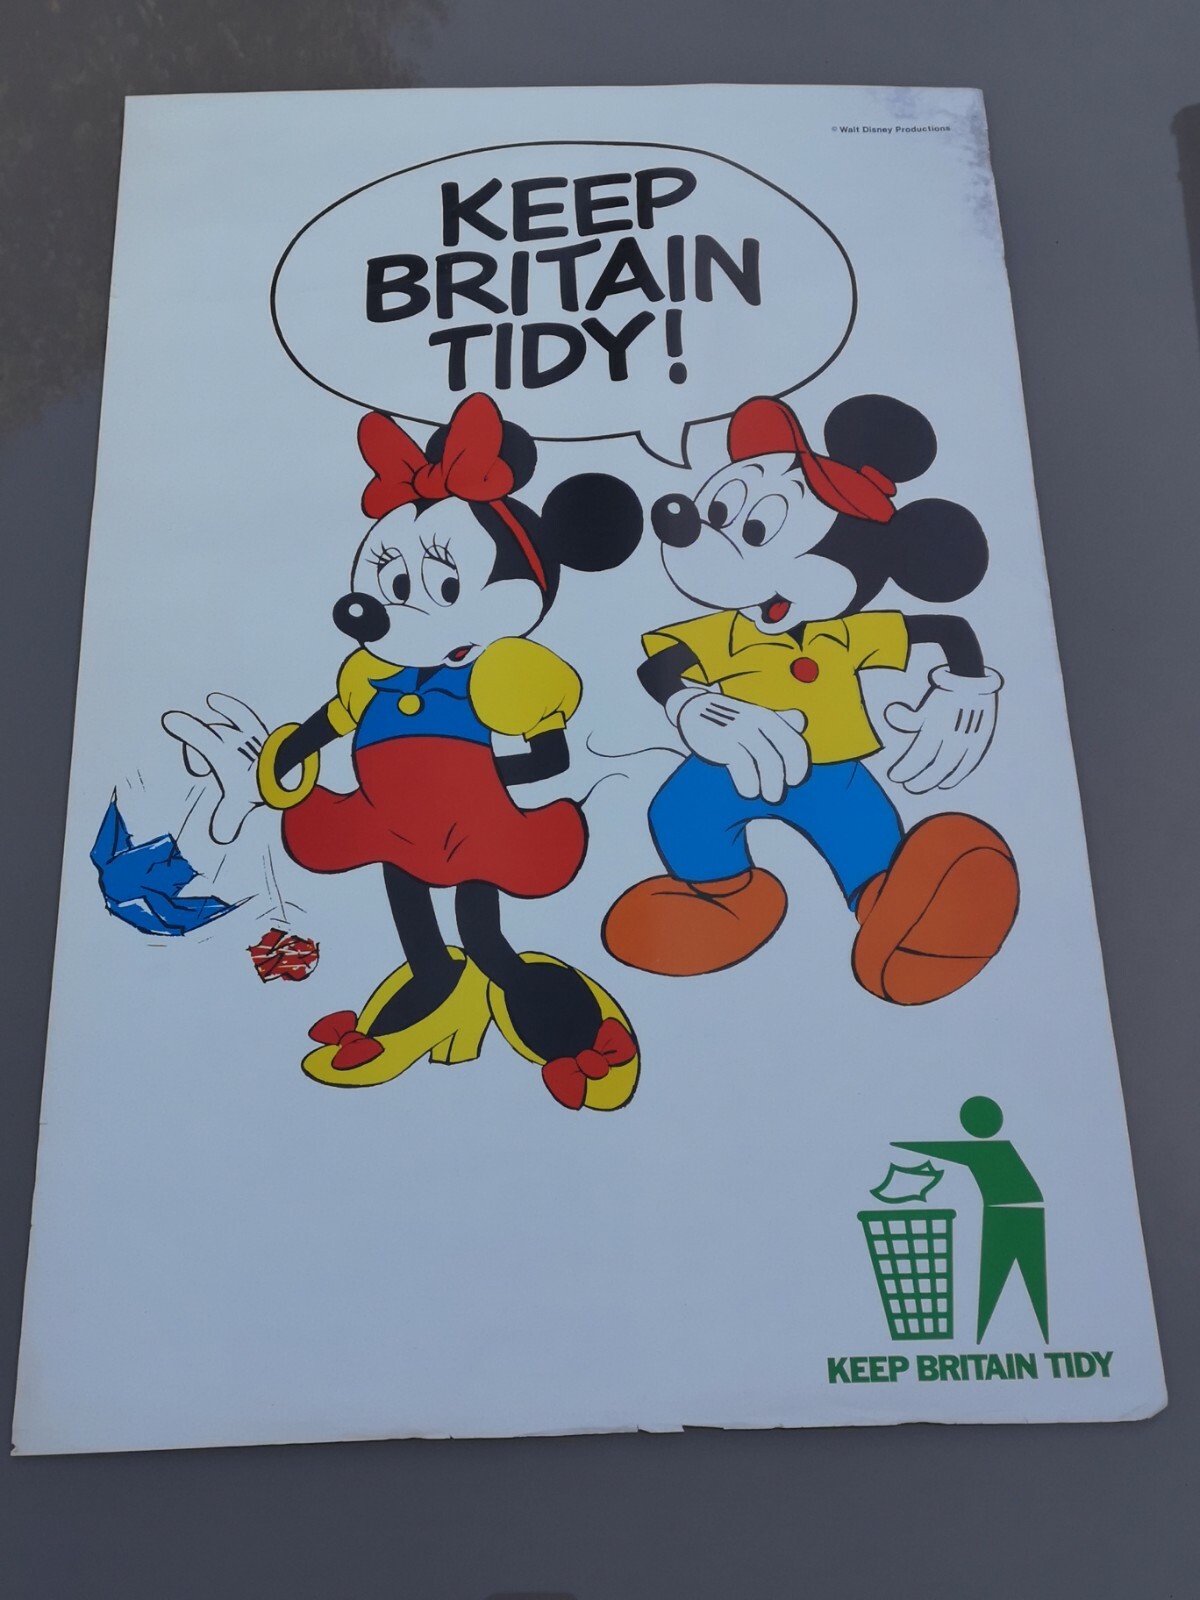 © Walt Disney Productions
KEEP
BRITAIN
TIDY!
KEEP BRITAIN TIDY